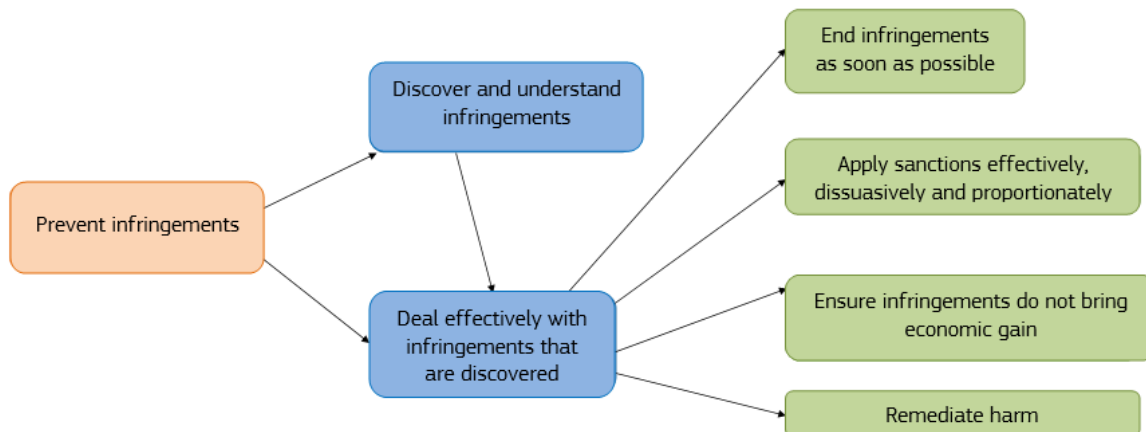 Prevent infringements
Discover and understand
infringements
Deal effectively with
infringements that
are discovered
End infringements
as soon as possible
Apply sanctions effectively,
dissuasively and proportionately
Ensure infringements do not bring
economic gain
Remediate harm